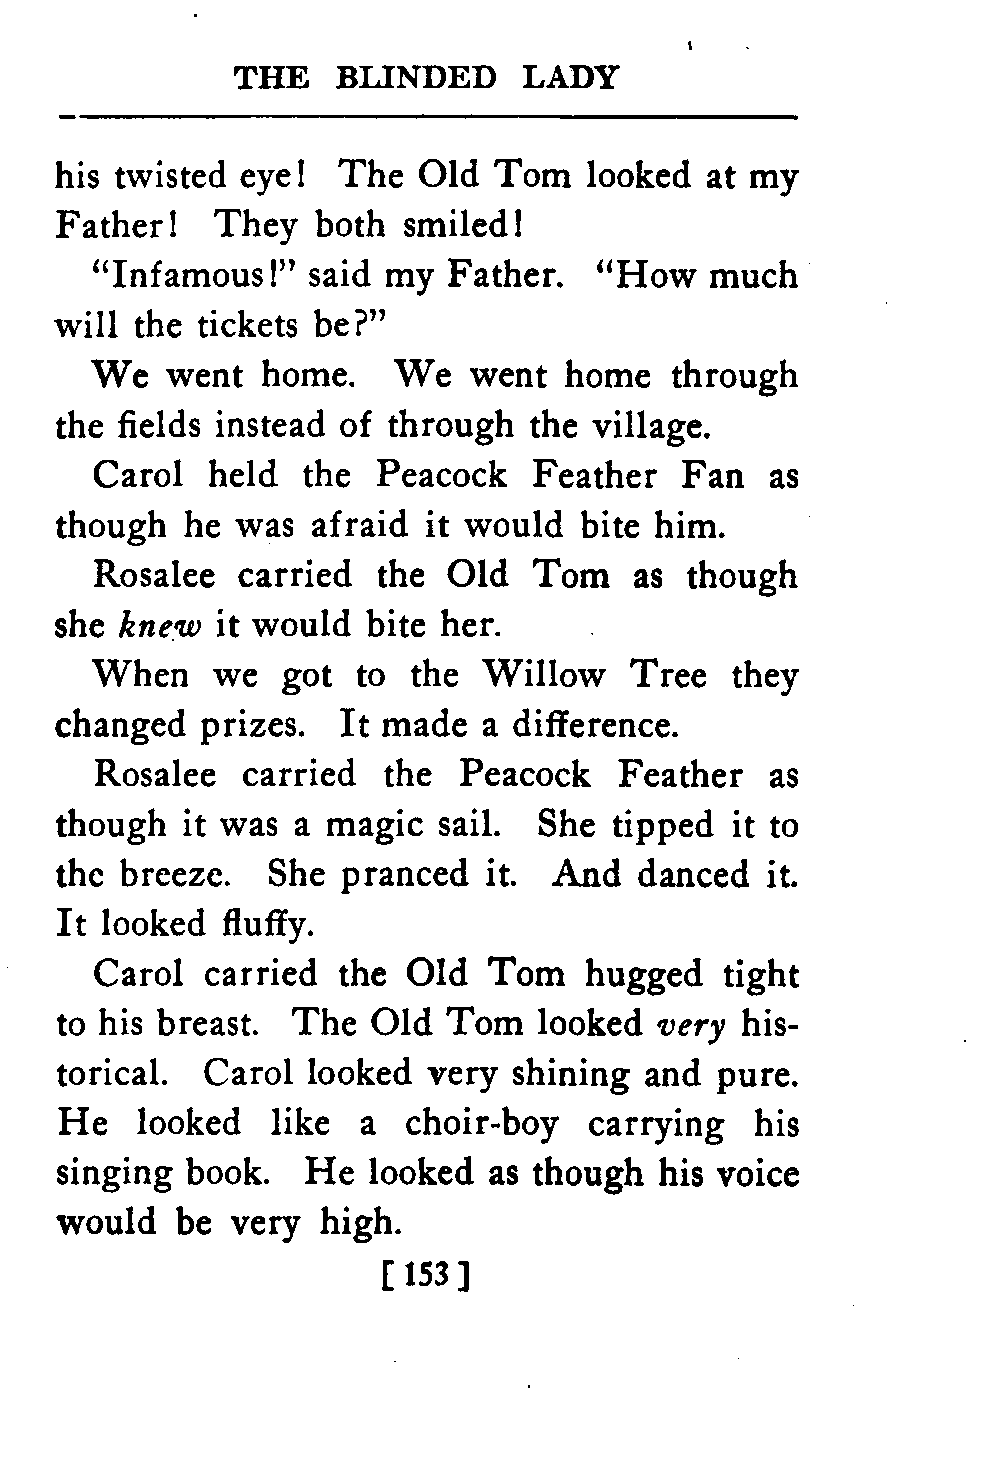 THE BLINDED LADY
his twisted eye! The Old Tom looked at my
Father! They both smiled!
“Infamous!” said my Father. “How much
will the tickets be?”
We went home. We went home through
the fields instead of through the village.
Carol held the Peacock Feather Fan as
though he was afraid it would bite him.
Rosalee carried the Old Tom as though
she knew it would bite her.
When we got to the Willow Tree they
changed prizes. It made a difference.
Rosalee carried the Peacock Feather as
though it was a magic sail. She tipped it to
the breeze. She pranced it. And danced it.
It looked fluffy.
Carol carried the Old Tom hugged tight
to his breast. The Old Tom looked very his-
torical. Carol looked very shining and pure.
He looked like a choir-boy carrying his
singing book. He looked as though his voice
would be very high.
[ 153 ]